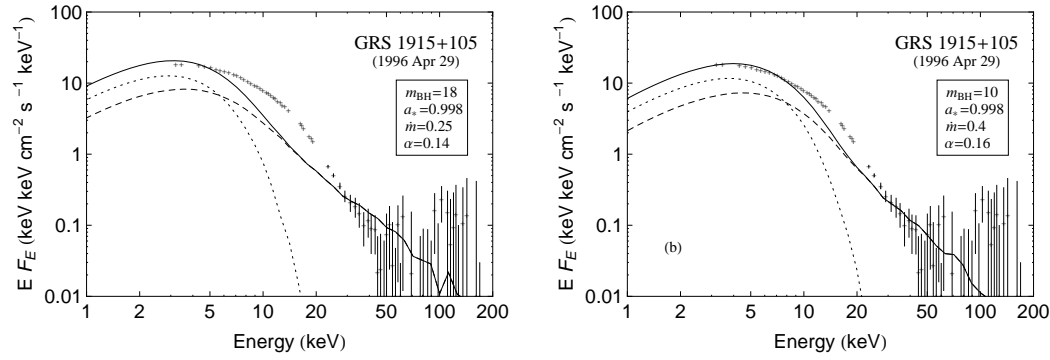 E F_E (keV keV cm⁻² s⁻¹ keV⁻¹)
100
10
1
0.1
0.01
GRS 1915+105
(1996 Apr 29)
m_BH=18
a_*=0.998
ṁ=0.25
α=0.14
1 2 5 10 20 50 100 200
Energy (keV)
E F_E (keV keV cm⁻² s⁻¹ keV⁻¹)
100
10
1
0.1
0.01
GRS 1915+105
(1996 Apr 29)
m_BH=10
a_*=0.998
ṁ=0.4
α=0.16
(b)
1 2 5 10 20 50 100 200
Energy (keV)